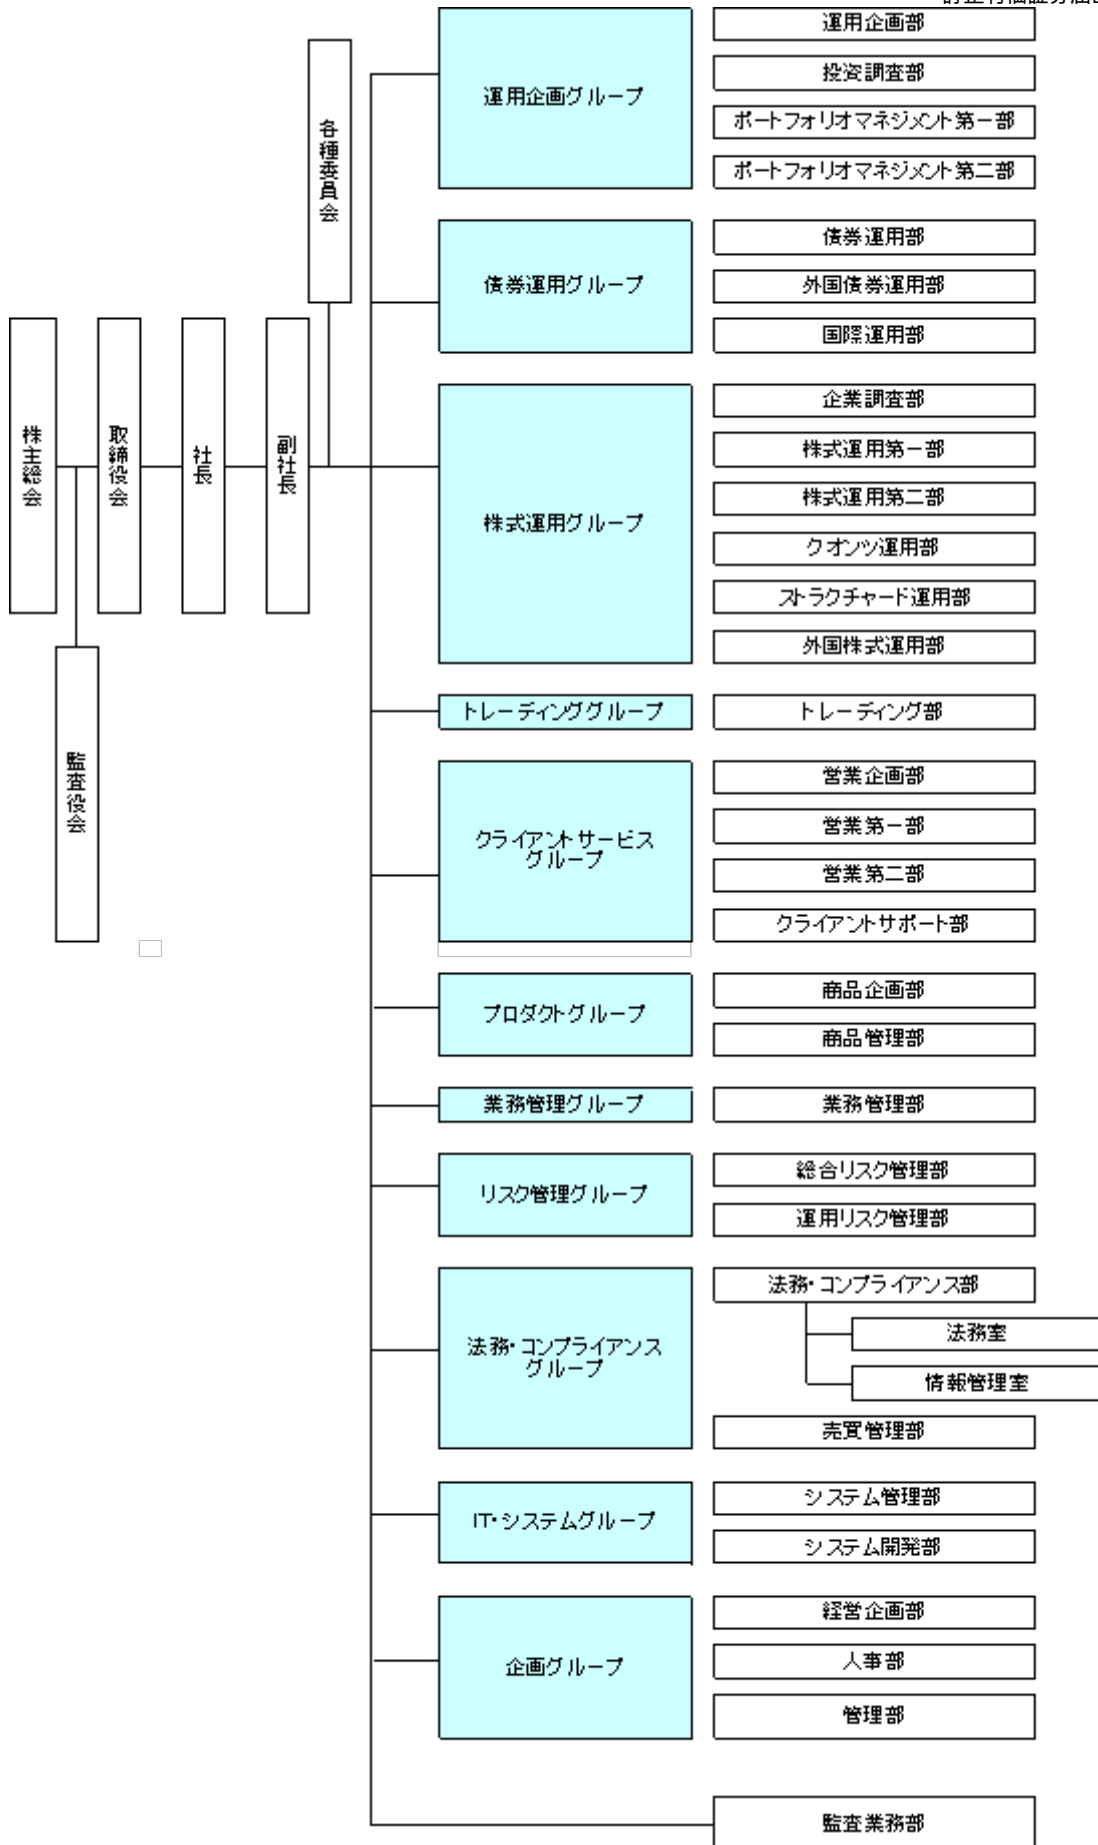 運用企画部
運用企画グループ
投資調査部
ポートフォリオマネジメント第一部
ポートフォリオマネジメント第二部
各種委員会
債券運用部
債券運用グループ
外国債券運用部
国際運用部
株主総会
取締役会
社長
副社長
企業調査部
株式運用第一部
株式運用第二部
株式運用グループ
クオンツ運用部
ストラクチャード運用部
外国株式運用部
トレーディンググループ
トレーディング部
監査役会
営業企画部
営業第一部
クライアントサービス
グループ
営業第二部
クライアントサポート部
商品企画部
プロダクトグループ
商品管理部
業務管理グループ
業務管理部
総合リスク管理部
リスク管理グループ
運用リスク管理部
法務・コンプライアンス部
法務室
法務・コンプライアンス
グループ
情報管理室
売買管理部
システム管理部
IT・システムグループ
システム開発部
経営企画部
人事部
企画グループ
管理部
監査業務部